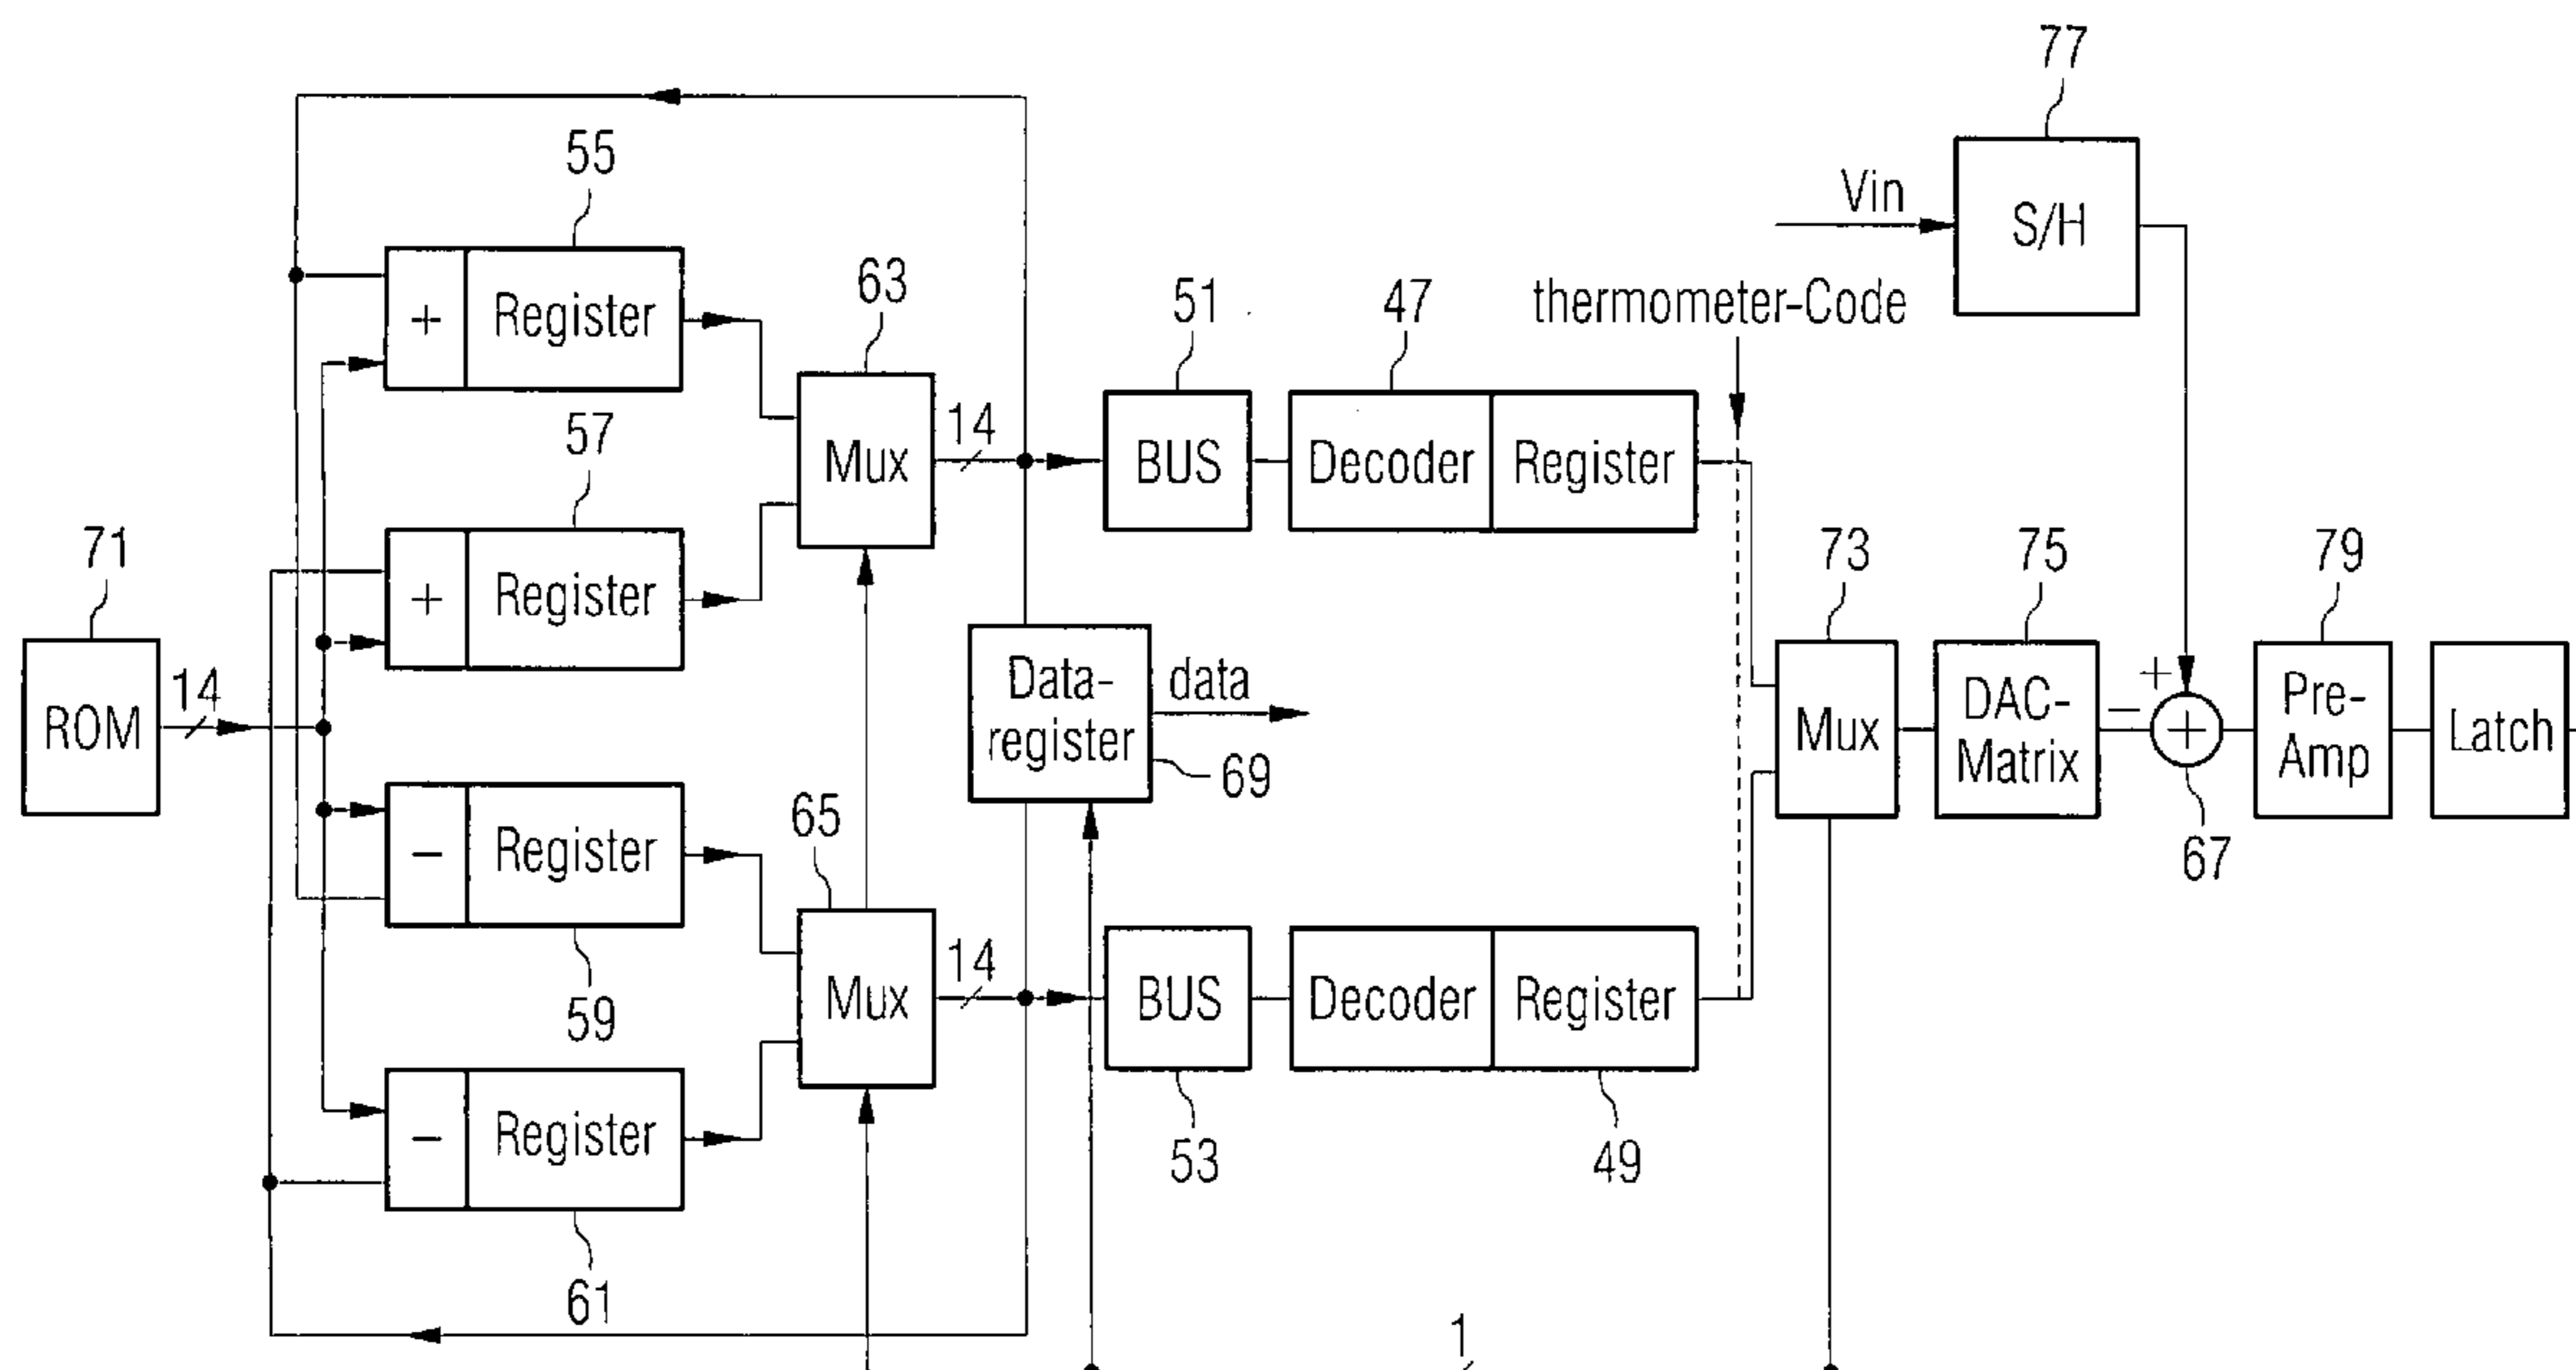 77
55
Vin
S/H
+ Register
63
51
47
thermometer-Code
57
Mux
14
BUS
Decoder Register
71
+ Register
73
75
79
ROM
14
Data-
register
data
69
Mux
DAC-
Matrix
+
−
+
67
Pre-
Amp
Latch
− Register
65
59
Mux
14
BUS
Decoder Register
− Register
53
49
61
1